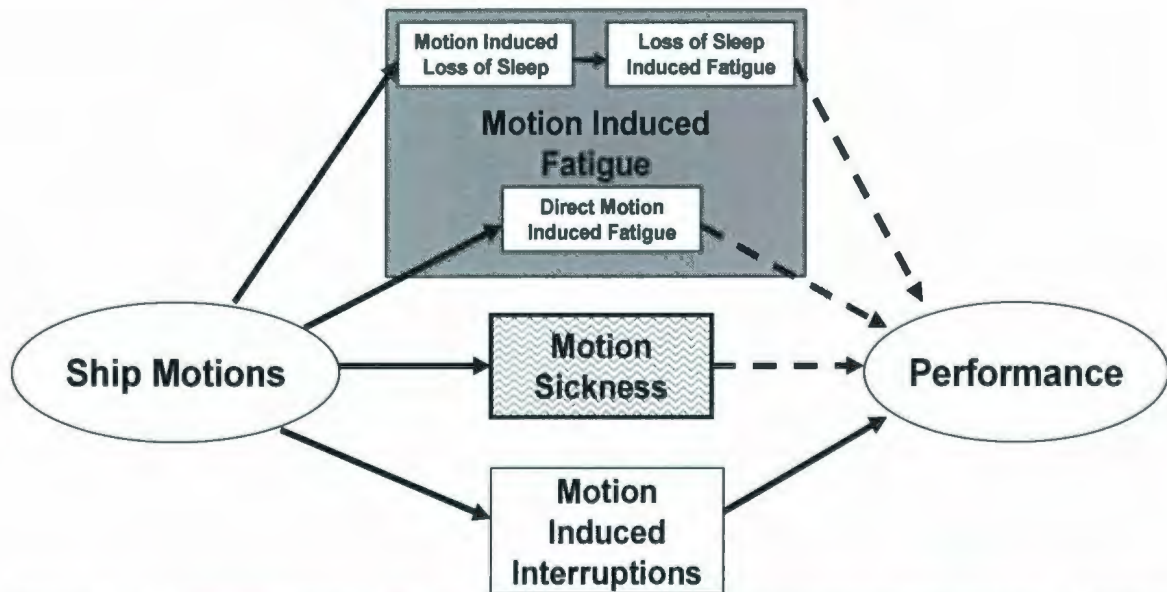 Motion Induced
Loss of Sleep
Loss of Sleep
Induced Fatigue
Motion Induced
Fatigue
Direct Motion
Induced Fatigue
Ship Motions
Motion
Sickness
Performance
Motion
Induced
Interruptions